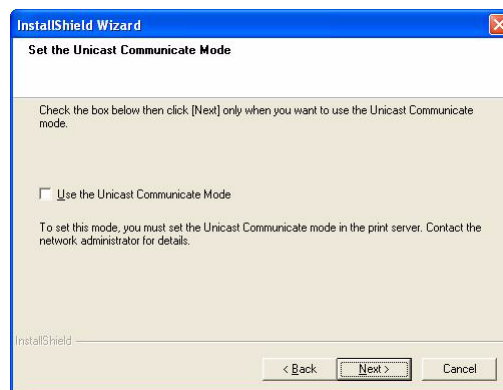 InstallShield Wizard
Set the Unicast Communicate Mode
Check the box below then click [Next] only when you want to use the Unicast Communicate
mode.
Use the Unicast Communicate Mode
To set this mode, you must set the Unicast Communicate mode in the print server. Contact the
network administrator for details.
InstallShield
< Back Next > Cancel